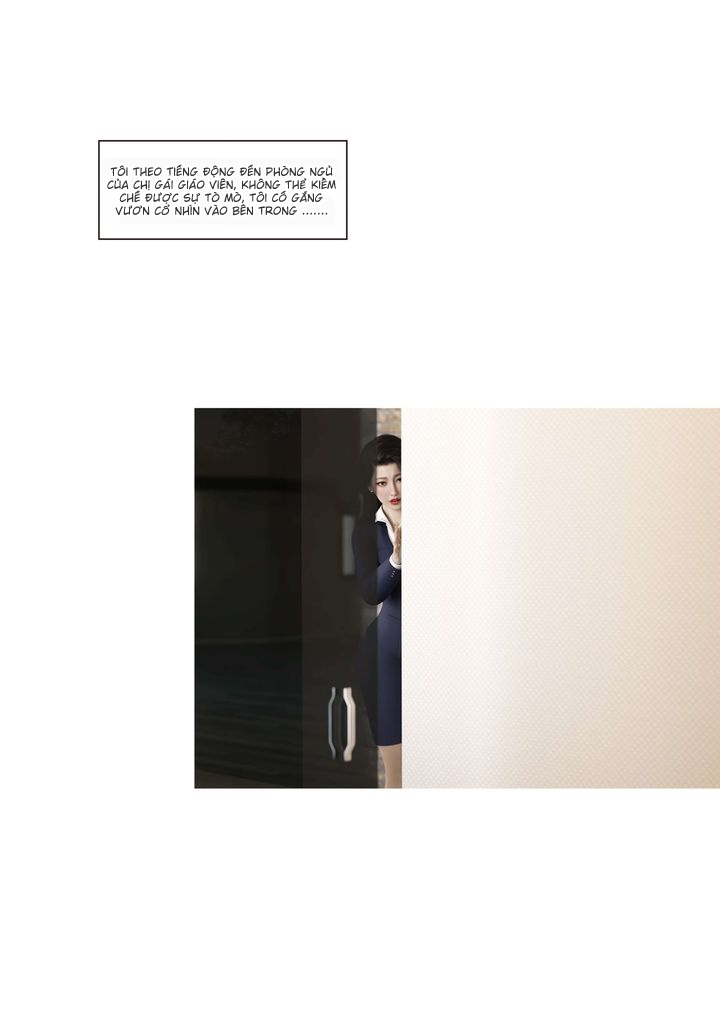 TÔI THEO TIẾNG ĐỘNG ĐẾN PHÒNG NGỦ
CỦA CHỊ GÁI GIÁO VIÊN, KHÔNG THỂ KIỀM
CHẾ ĐƯỢC SỰ TÒ MÒ, TÔI CỐ GẮNG
VƯƠN CỔ NHÌN VÀO BÊN TRONG .......